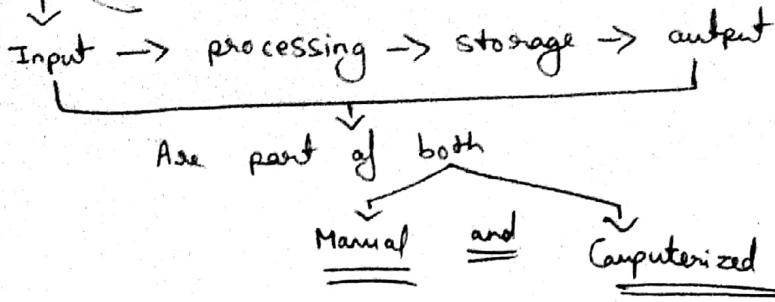 Input -> processing -> storage -> output
Are part of both
Manual and Computerized